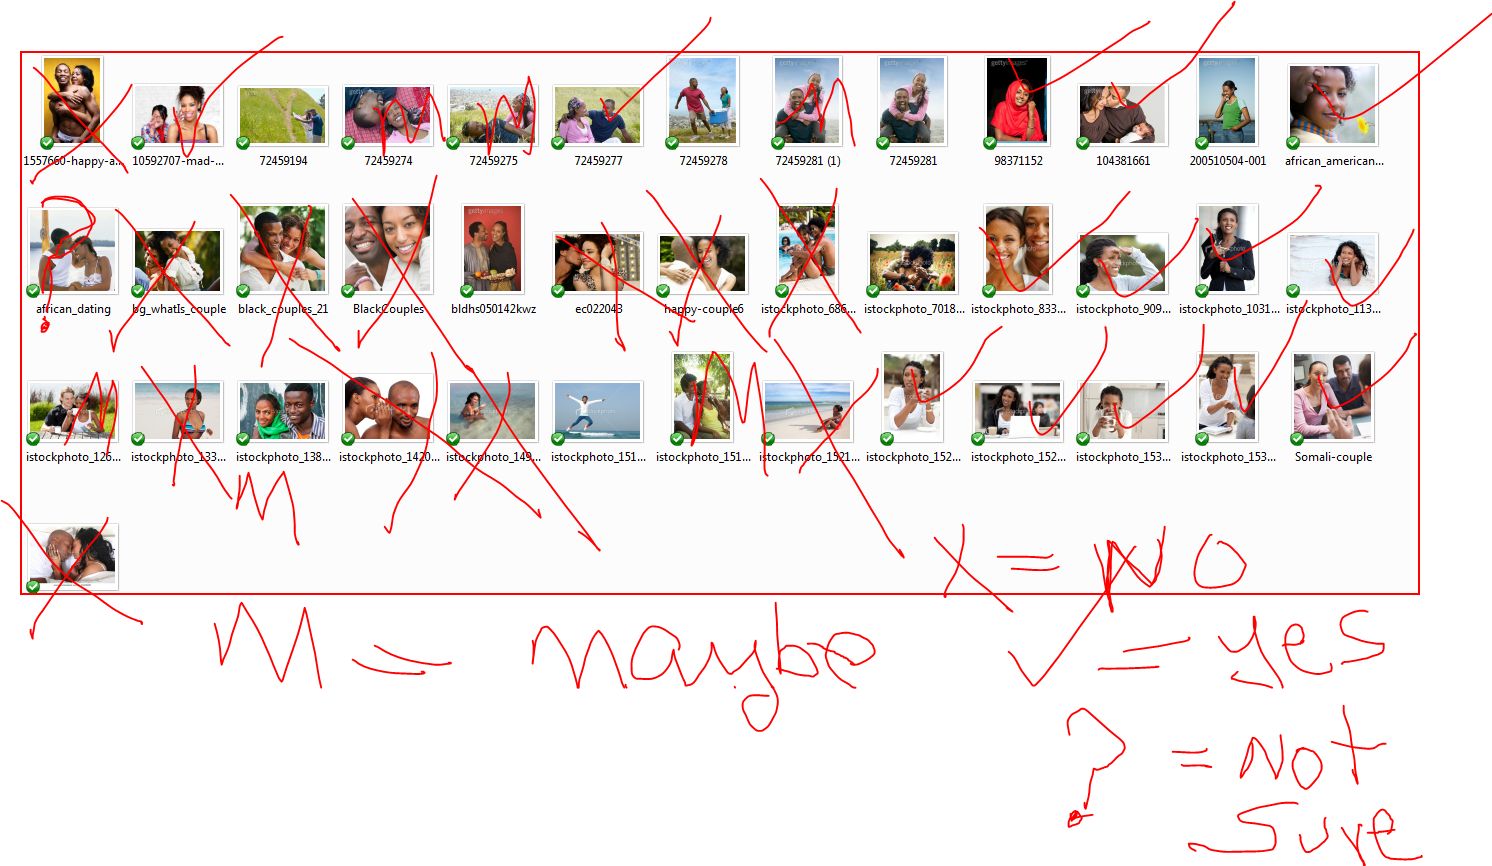 1557660-happy-a... 10592707-mad-... 72459194 72459274 72459275 72459277 72459278 72459281 (1) 72459281 98371152 104381661 200510504-001 african_american...
african_dating bg_whatIs_couple black_couples_21 BlackCouples bldhs050142kwz ec022043 happy-couple6 istockphoto_686... istockphoto_7018... istockphoto_833... istockphoto_909... istockphoto_1031... istockphoto_113...
istockphoto_126... istockphoto_133... istockphoto_138... istockphoto_1420... istockphoto_149... istockphoto_151... istockphoto_151... istockphoto_1521... istockphoto_152... istockphoto_152... istockphoto_153... istockphoto_153... Somali-couple
M
X = NO
M = maybe ✓ = yes
? = Not
Sure